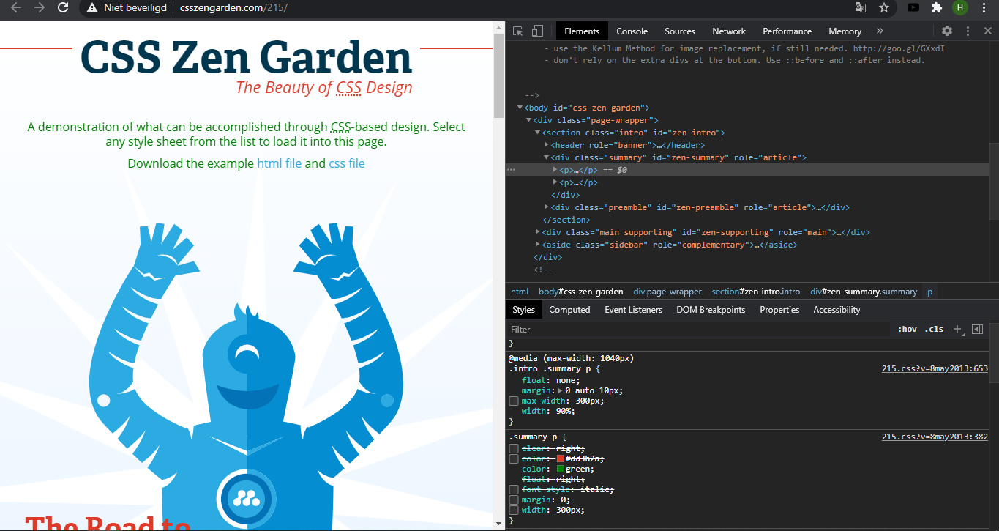 Niet beveiligd csszengarden.com/215/
H
CSS Zen Garden
The Beauty of CSS Design
A demonstration of what can be accomplished through CSS-based design. Select
any style sheet from the list to load it into this page.
Download the example html file and css file
The Road to
Elements Console Sources Network Performance Memory »
- use the Kellum Method for image replacement, if still needed. http://goo.gl/GXxdI
- don't rely on the extra divs at the bottom. Use ::before and ::after instead.
-->
<body id="css-zen-garden">
<div class="page-wrapper">
<section class="intro" id="zen-intro">
<header role="banner">…</header>
<div class="summary" id="zen-summary" role="article">
… <p>…</p> == $0
<p>…</p>
</div>
<div class="preamble" id="zen-preamble" role="article">…</div>
</section>
<div class="main supporting" id="zen-supporting" role="main">…</div>
<aside class="sidebar" role="complementary">…</aside>
</div>
<!--
html body#css-zen-garden div.page-wrapper section#zen-intro.intro div#zen-summary.summary p
Styles Computed Event Listeners DOM Breakpoints Properties Accessibility
Filter :hov .cls +
}
@media (max-width: 1040px)
.intro .summary p { 215.css?v=8may2013:653
float: none;
margin: 0 auto 10px;
max-width: 300px;
width: 90%;
}
.summary p { 215.css?v=8may2013:382
clear: right;
color: #dd3b2a;
color: green;
float: right;
font-style: italic;
margin: 0;
width: 300px;
}